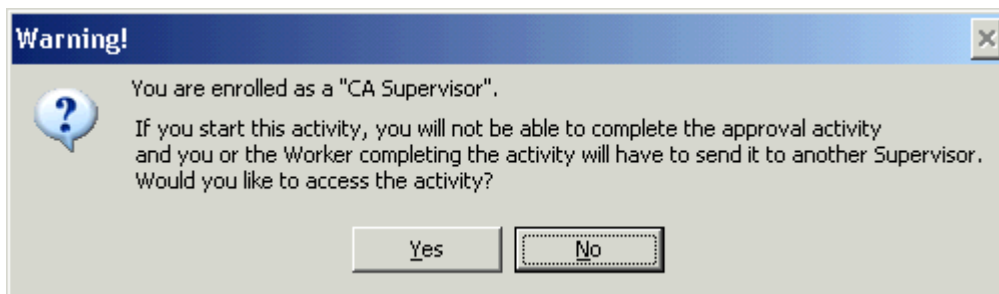 Warning!
You are enrolled as a "CA Supervisor".
If you start this activity, you will not be able to complete the approval activity
and you or the Worker completing the activity will have to send it to another Supervisor.
Would you like to access the activity?
Yes No